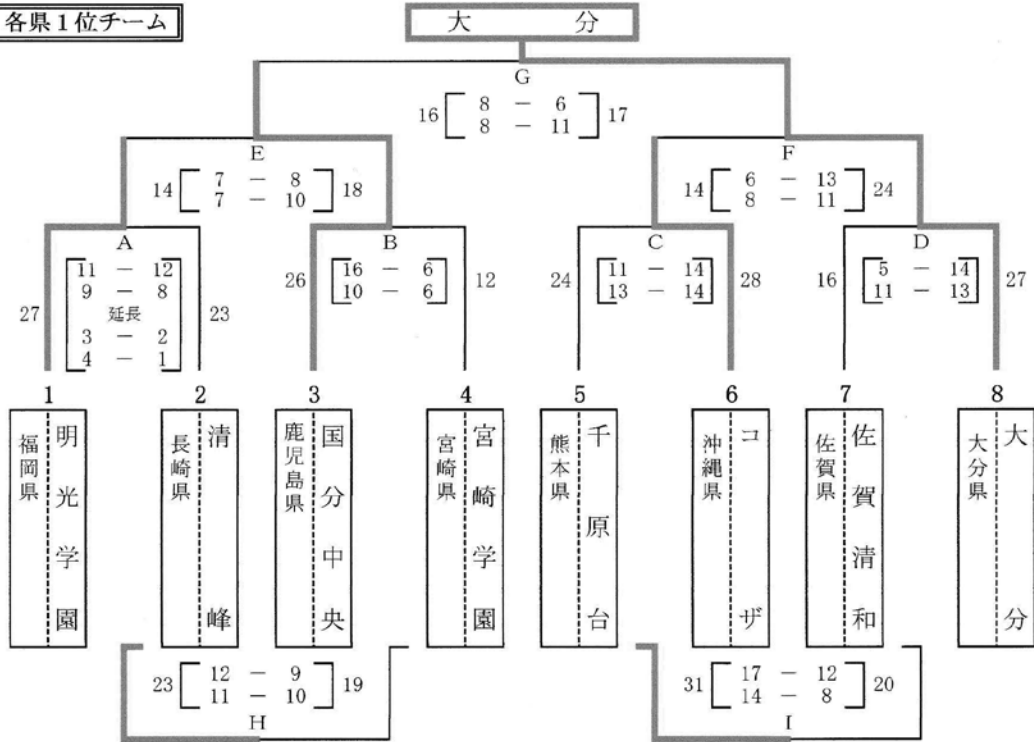 各県1位チーム
大 分
G
16 8 — 6 17
8 — 11
E
14 7 — 8 18
7 — 10
F
14 6 — 13 24
8 — 11
A
27 11 — 12 23
9 — 8
延長
3 — 2
4 — 1
B
26 16 — 6 12
10 — 6
C
24 11 — 14 28
13 — 14
D
16 5 — 14 27
11 — 13
1 2 3 4 5 6 7 8
福岡県 明光学園
長崎県 清峰
鹿児島県 国分中央
宮崎県 宮崎学園
熊本県 千原台
沖縄県 コザ
佐賀県 佐賀清和
大分県 大分
23 12 — 9 19
11 — 10
H
31 17 — 12 20
14 — 8
I